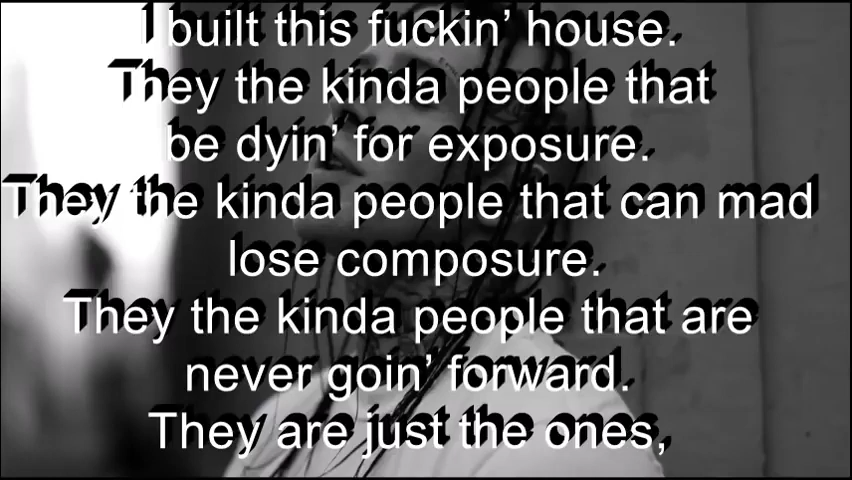 I built this fuckin’ house.
They the kinda people that
be dyin’ for exposure.
They the kinda people that can mad
lose composure.
They the kinda people that are
never goin’ forward.
They are just the ones,